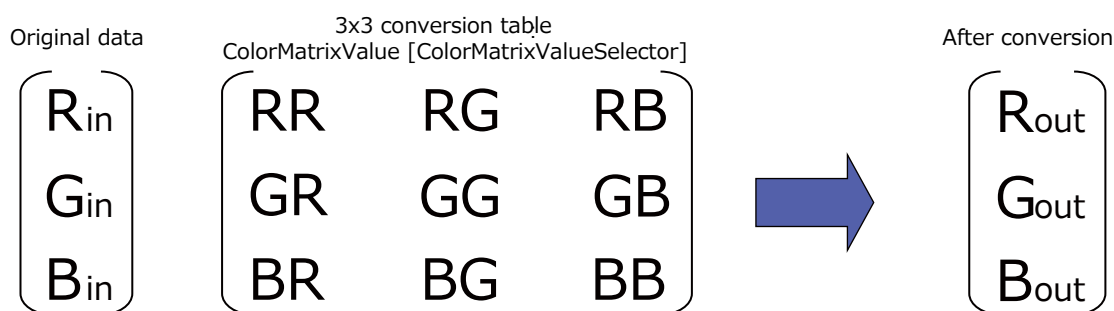 3x3 conversion table
Original data
ColorMatrixValue [ColorMatrixValueSelector]
After conversion
Rin RR RG RB Rout
Gin GR GG GB Gout
Bin BR BG BB Bout